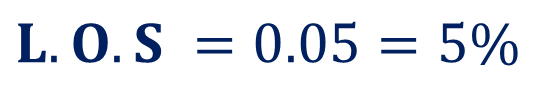 L.O.S = 0.05 = 5%